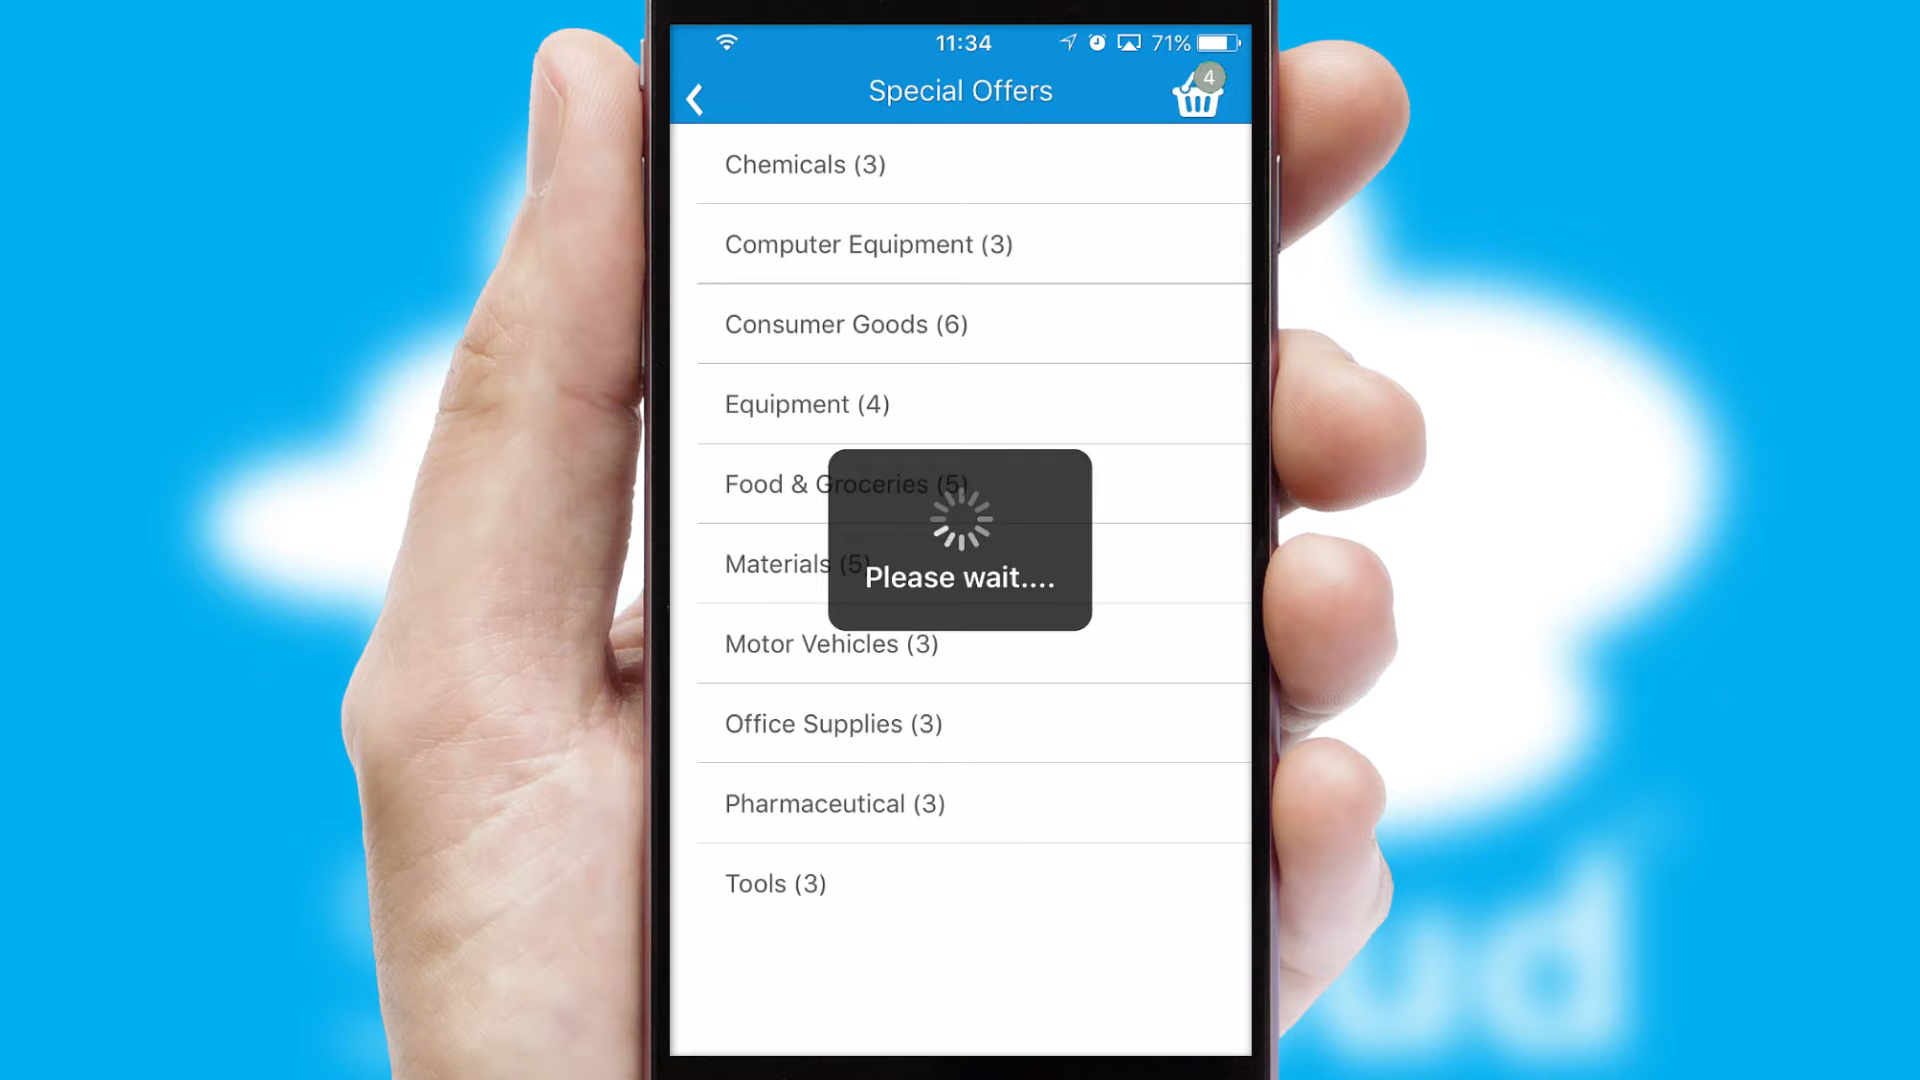 11:34
71%
Special Offers
4
Chemicals (3)
Computer Equipment (3)
Consumer Goods (6)
Equipment (4)
Food & Groceries (5)
Materials (5)
Please wait....
Motor Vehicles (3)
Office Supplies (3)
Pharmaceutical (3)
Tools (3)
ud